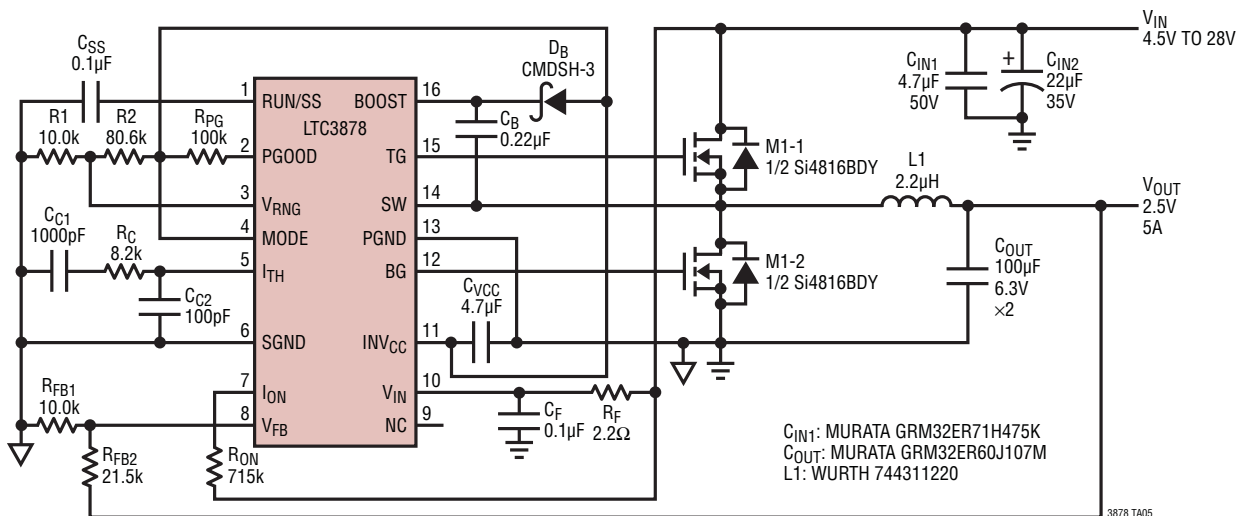 V_IN
4.5V TO 28V
C_SS
0.1µF
D_B
CMDSH-3
C_IN1
4.7µF
50V
+
C_IN2
22µF
35V
R1
10.0k
R2
80.6k
R_PG
100k
LTC3878
1
RUN/SS
BOOST
16
2
PGOOD
TG
15
3
V_RNG
SW
14
4
MODE
PGND
13
5
I_TH
BG
12
6
SGND
INV_CC
11
7
I_ON
V_IN
10
8
V_FB
NC
9
C_B
0.22µF
M1-1
1/2 Si4816BDY
L1
2.2µH
V_OUT
2.5V
5A
C_C1
1000pF
R_C
8.2k
C_C2
100pF
C_VCC
4.7µF
M1-2
1/2 Si4816BDY
C_OUT
100µF
6.3V
×2
R_FB1
10.0k
R_FB2
21.5k
R_ON
715k
C_F
0.1µF
R_F
2.2Ω
C_IN1: MURATA GRM32ER71H475K
C_OUT: MURATA GRM32ER60J107M
L1: WURTH 744311220
3878 TA05